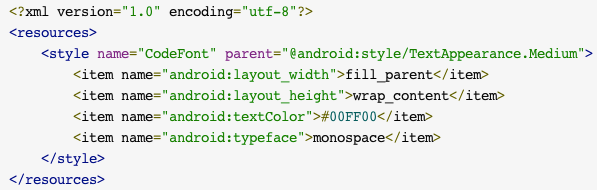 <?xml version="1.0" encoding="utf-8"?>
<resources>
    <style name="CodeFont" parent="@android:style/TextAppearance.Medium">
        <item name="android:layout_width">fill_parent</item>
        <item name="android:layout_height">wrap_content</item>
        <item name="android:textColor">#00FF00</item>
        <item name="android:typeface">monospace</item>
    </style>
</resources>